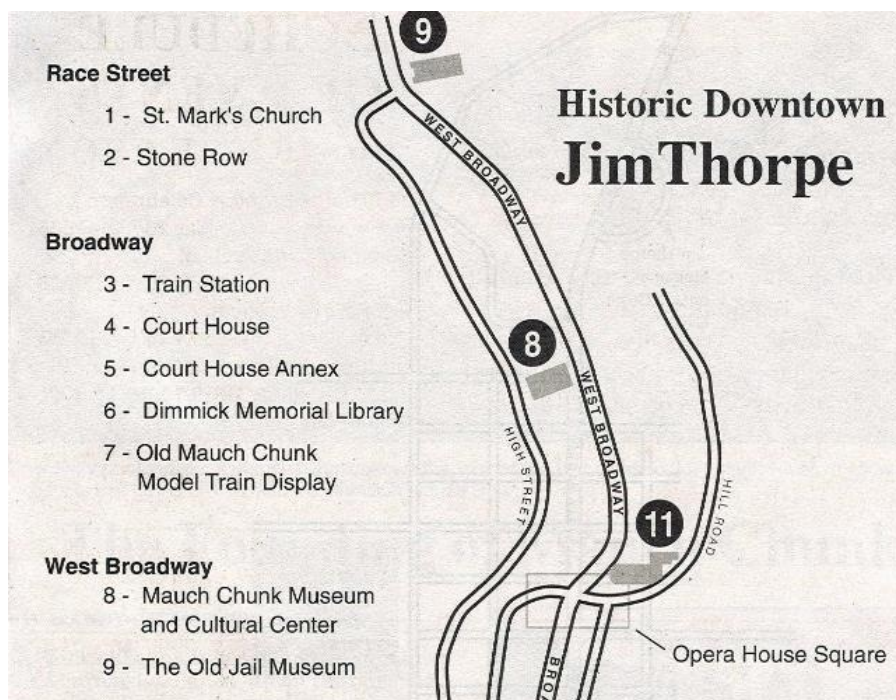 Race Street
1 - St. Mark's Church
2 - Stone Row
Broadway
3 - Train Station
4 - Court House
5 - Court House Annex
6 - Dimmick Memorial Library
7 - Old Mauch Chunk
Model Train Display
West Broadway
8 - Mauch Chunk Museum
and Cultural Center
9 - The Old Jail Museum
Historic Downtown
Jim Thorpe
9
WEST BROADWAY
8
WEST BROADWAY
HIGH STREET
11
HILL ROAD
Opera House Square